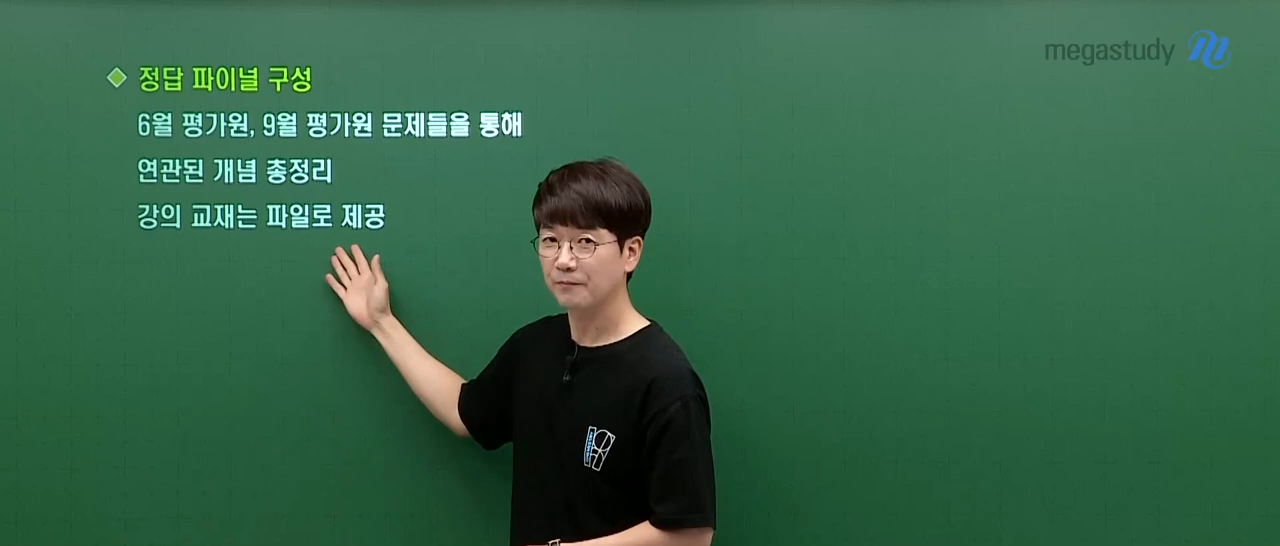 megastudy
정답 파이널 구성
6월 평가원, 9월 평가원 문제들을 통해
연관된 개념 총정리
강의 교재는 파일로 제공